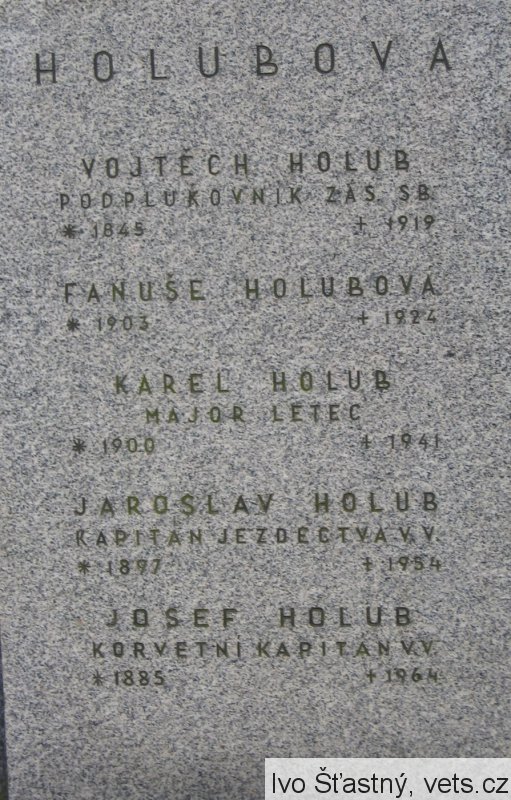 HOLUBOVA
VOJTĚCH HOLUB
PODPLUKOVNÍK ZÁS. SB.
* 1845 + 1919
FANUŠE HOLUBOVÁ
* 1903 + 1924
KAREL HOLUB
MAJOR LETEC
* 1900 + 1941
JAROSLAV HOLUB
KAPITÁN JEZDECTVA V.V.
* 1897 + 1954
JOSEF HOLUB
KORVETNÍ KAPITÁN V.V.
* 1885 + 1964
Ivo Šťastný, vets.cz